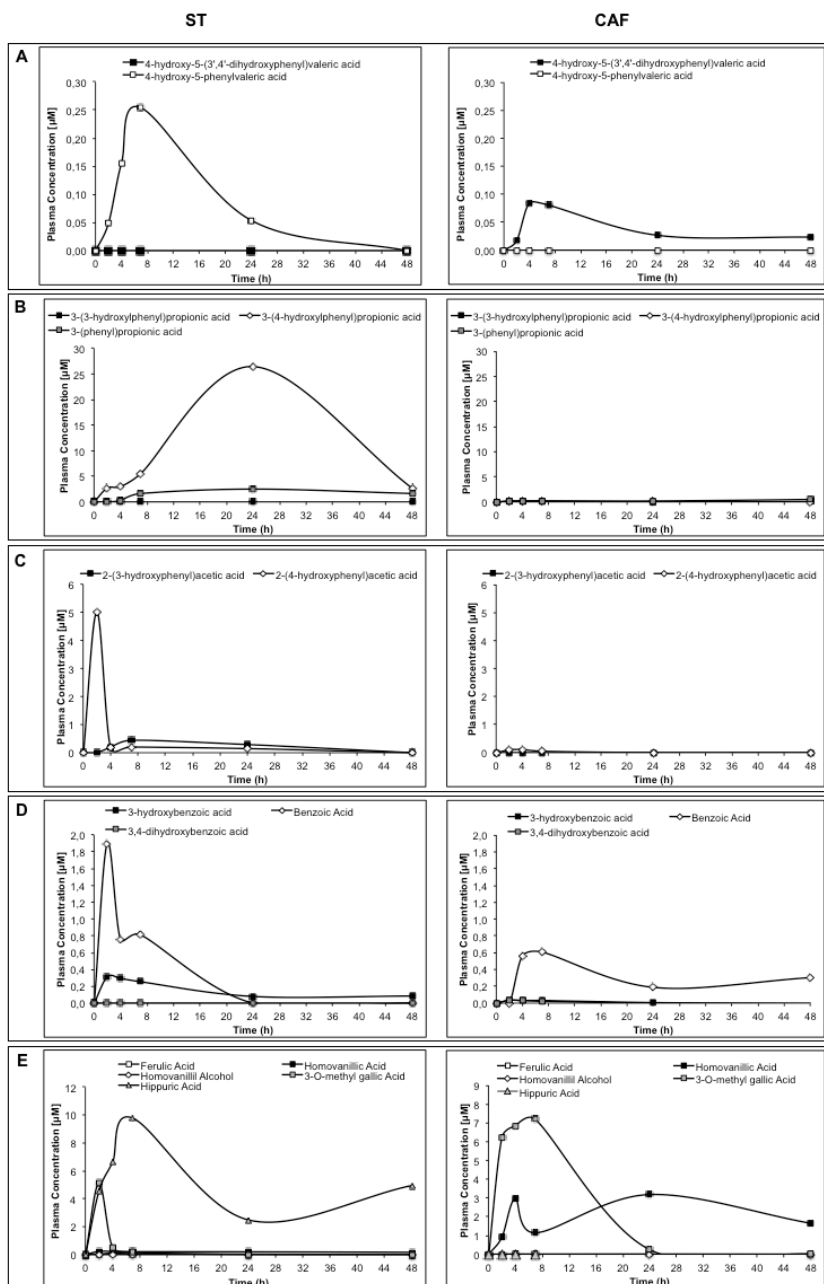 ST CAF
A
4-hydroxy-5-(3',4'-dihydroxyphenyl)valeric acid
4-hydroxy-5-phenylvaleric acid
Plasma Concentration [µM]
0,30
0,25
0,20
0,15
0,10
0,05
0,00
0 4 8 12 16 20 24 28 32 36 40 44 48
Time (h)
4-hydroxy-5-(3',4'-dihydroxyphenyl)valeric acid
4-hydroxy-5-phenylvaleric acid
Plasma Concentration [µM]
0,30
0,25
0,20
0,15
0,10
0,05
0,00
0 4 8 12 16 20 24 28 32 36 40 44 48
Time (h)
B
3-(3-hydroxylphenyl)propionic acid 3-(4-hydroxylphenyl)propionic acid
3-(phenyl)propionic acid
Plasma Concentration [µM]
30
25
20
15
10
5
0
0 4 8 12 16 20 24 28 32 36 40 44 48
Time (h)
3-(3-hydroxylphenyl)propionic acid 3-(4-hydroxylphenyl)propionic acid
3-(phenyl)propionic acid
Plasma Concentration [µM]
30
25
20
15
10
5
0
0 4 8 12 16 20 24 28 32 36 40 44 48
Time (h)
C
2-(3-hydroxyphenyl)acetic acid 2-(4-hydroxyphenyl)acetic acid
Plasma Concentration [µM]
6
5
4
3
2
1
0
0 4 8 12 16 20 24 28 32 36 40 44 48
Time (h)
2-(3-hydroxyphenyl)acetic acid 2-(4-hydroxyphenyl)acetic acid
Plasma Concentration [µM]
6
5
4
3
2
1
0
0 4 8 12 16 20 24 28 32 36 40 44 48
Time (h)
D
3-hydroxybenzoic acid Benzoic Acid
3,4-dihydroxybenzoic acid
Plasma Concentration [µM]
2,0
1,8
1,6
1,4
1,2
1,0
0,8
0,6
0,4
0,2
0,0
0 4 8 12 16 20 24 28 32 36 40 44 48
Time (h)
3-hydroxybenzoic acid Benzoic Acid
3,4-dihydroxybenzoic acid
Plasma Concentration [µM]
2,0
1,8
1,6
1,4
1,2
1,0
0,8
0,6
0,4
0,2
0,0
0 4 8 12 16 20 24 28 32 36 40 44 48
Time (h)
E
Ferulic Acid Homovanillic Acid
Homovanillil Alcohol 3-O-methyl gallic Acid
Hippuric Acid
Plasma Concentration [µM]
12
10
8
6
4
2
0
0 4 8 12 16 20 24 28 32 36 40 44 48
Time (h)
Ferulic Acid Homovanillic Acid
Homovanillil Alcohol 3-O-methyl gallic Acid
Hippuric Acid
Plasma Concentration [µM]
9
8
7
6
5
4
3
2
1
0
0 4 8 12 16 20 24 28 32 36 40 44 48
Time (h)